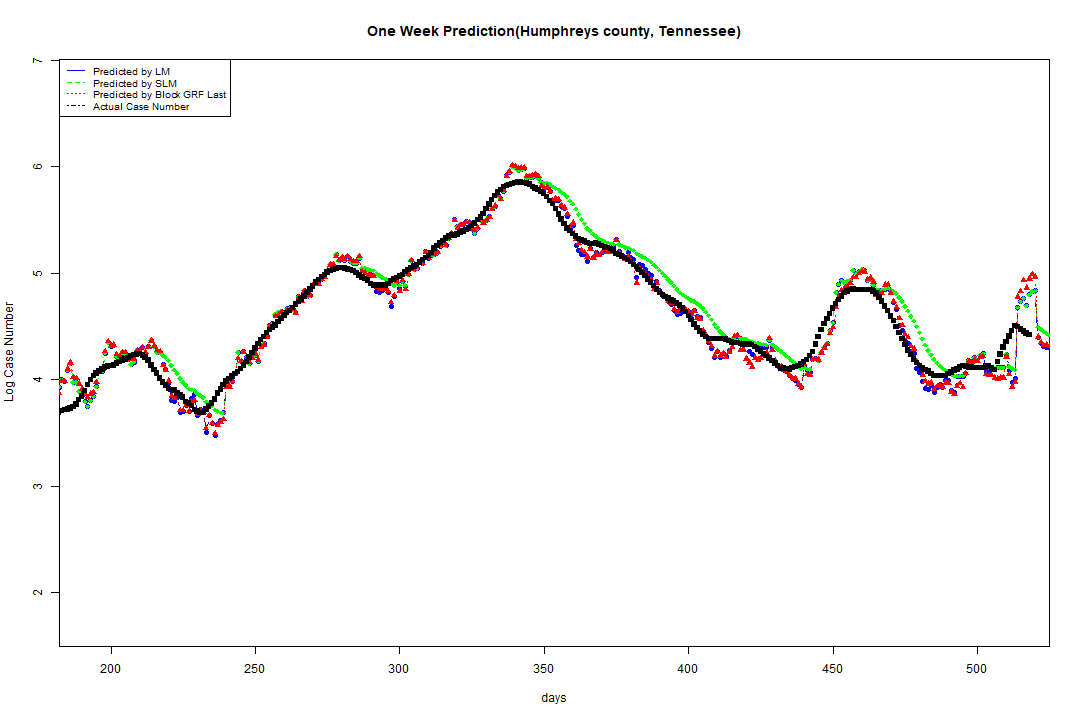 One Week Prediction(Humphreys county, Tennessee)
Predicted by LM
Predicted by SLM
Predicted by Block GRF Last
Actual Case Number
7
6
5
4
3
2
Log Case Number
200 250 300 350 400 450 500
days